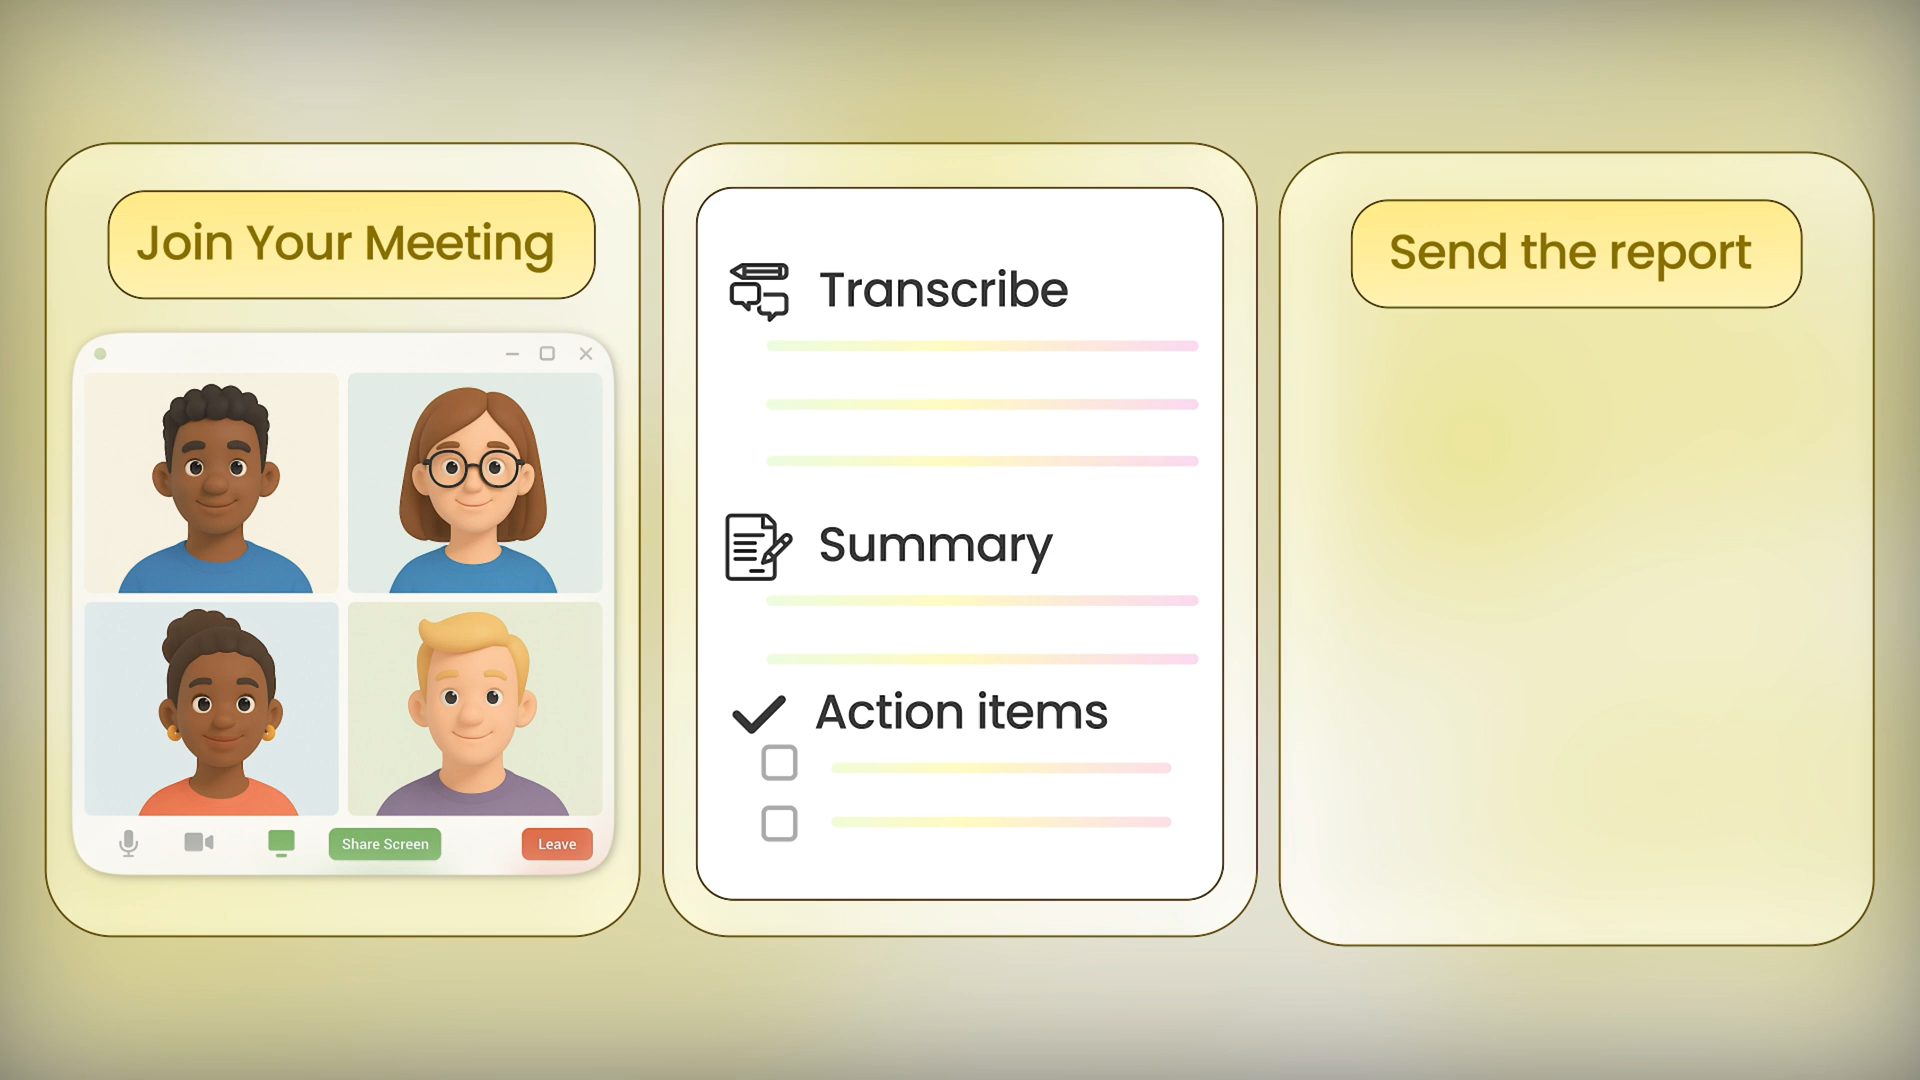 Join Your Meeting
Share Screen
Leave
Transcribe
Summary
Action items
Send the report